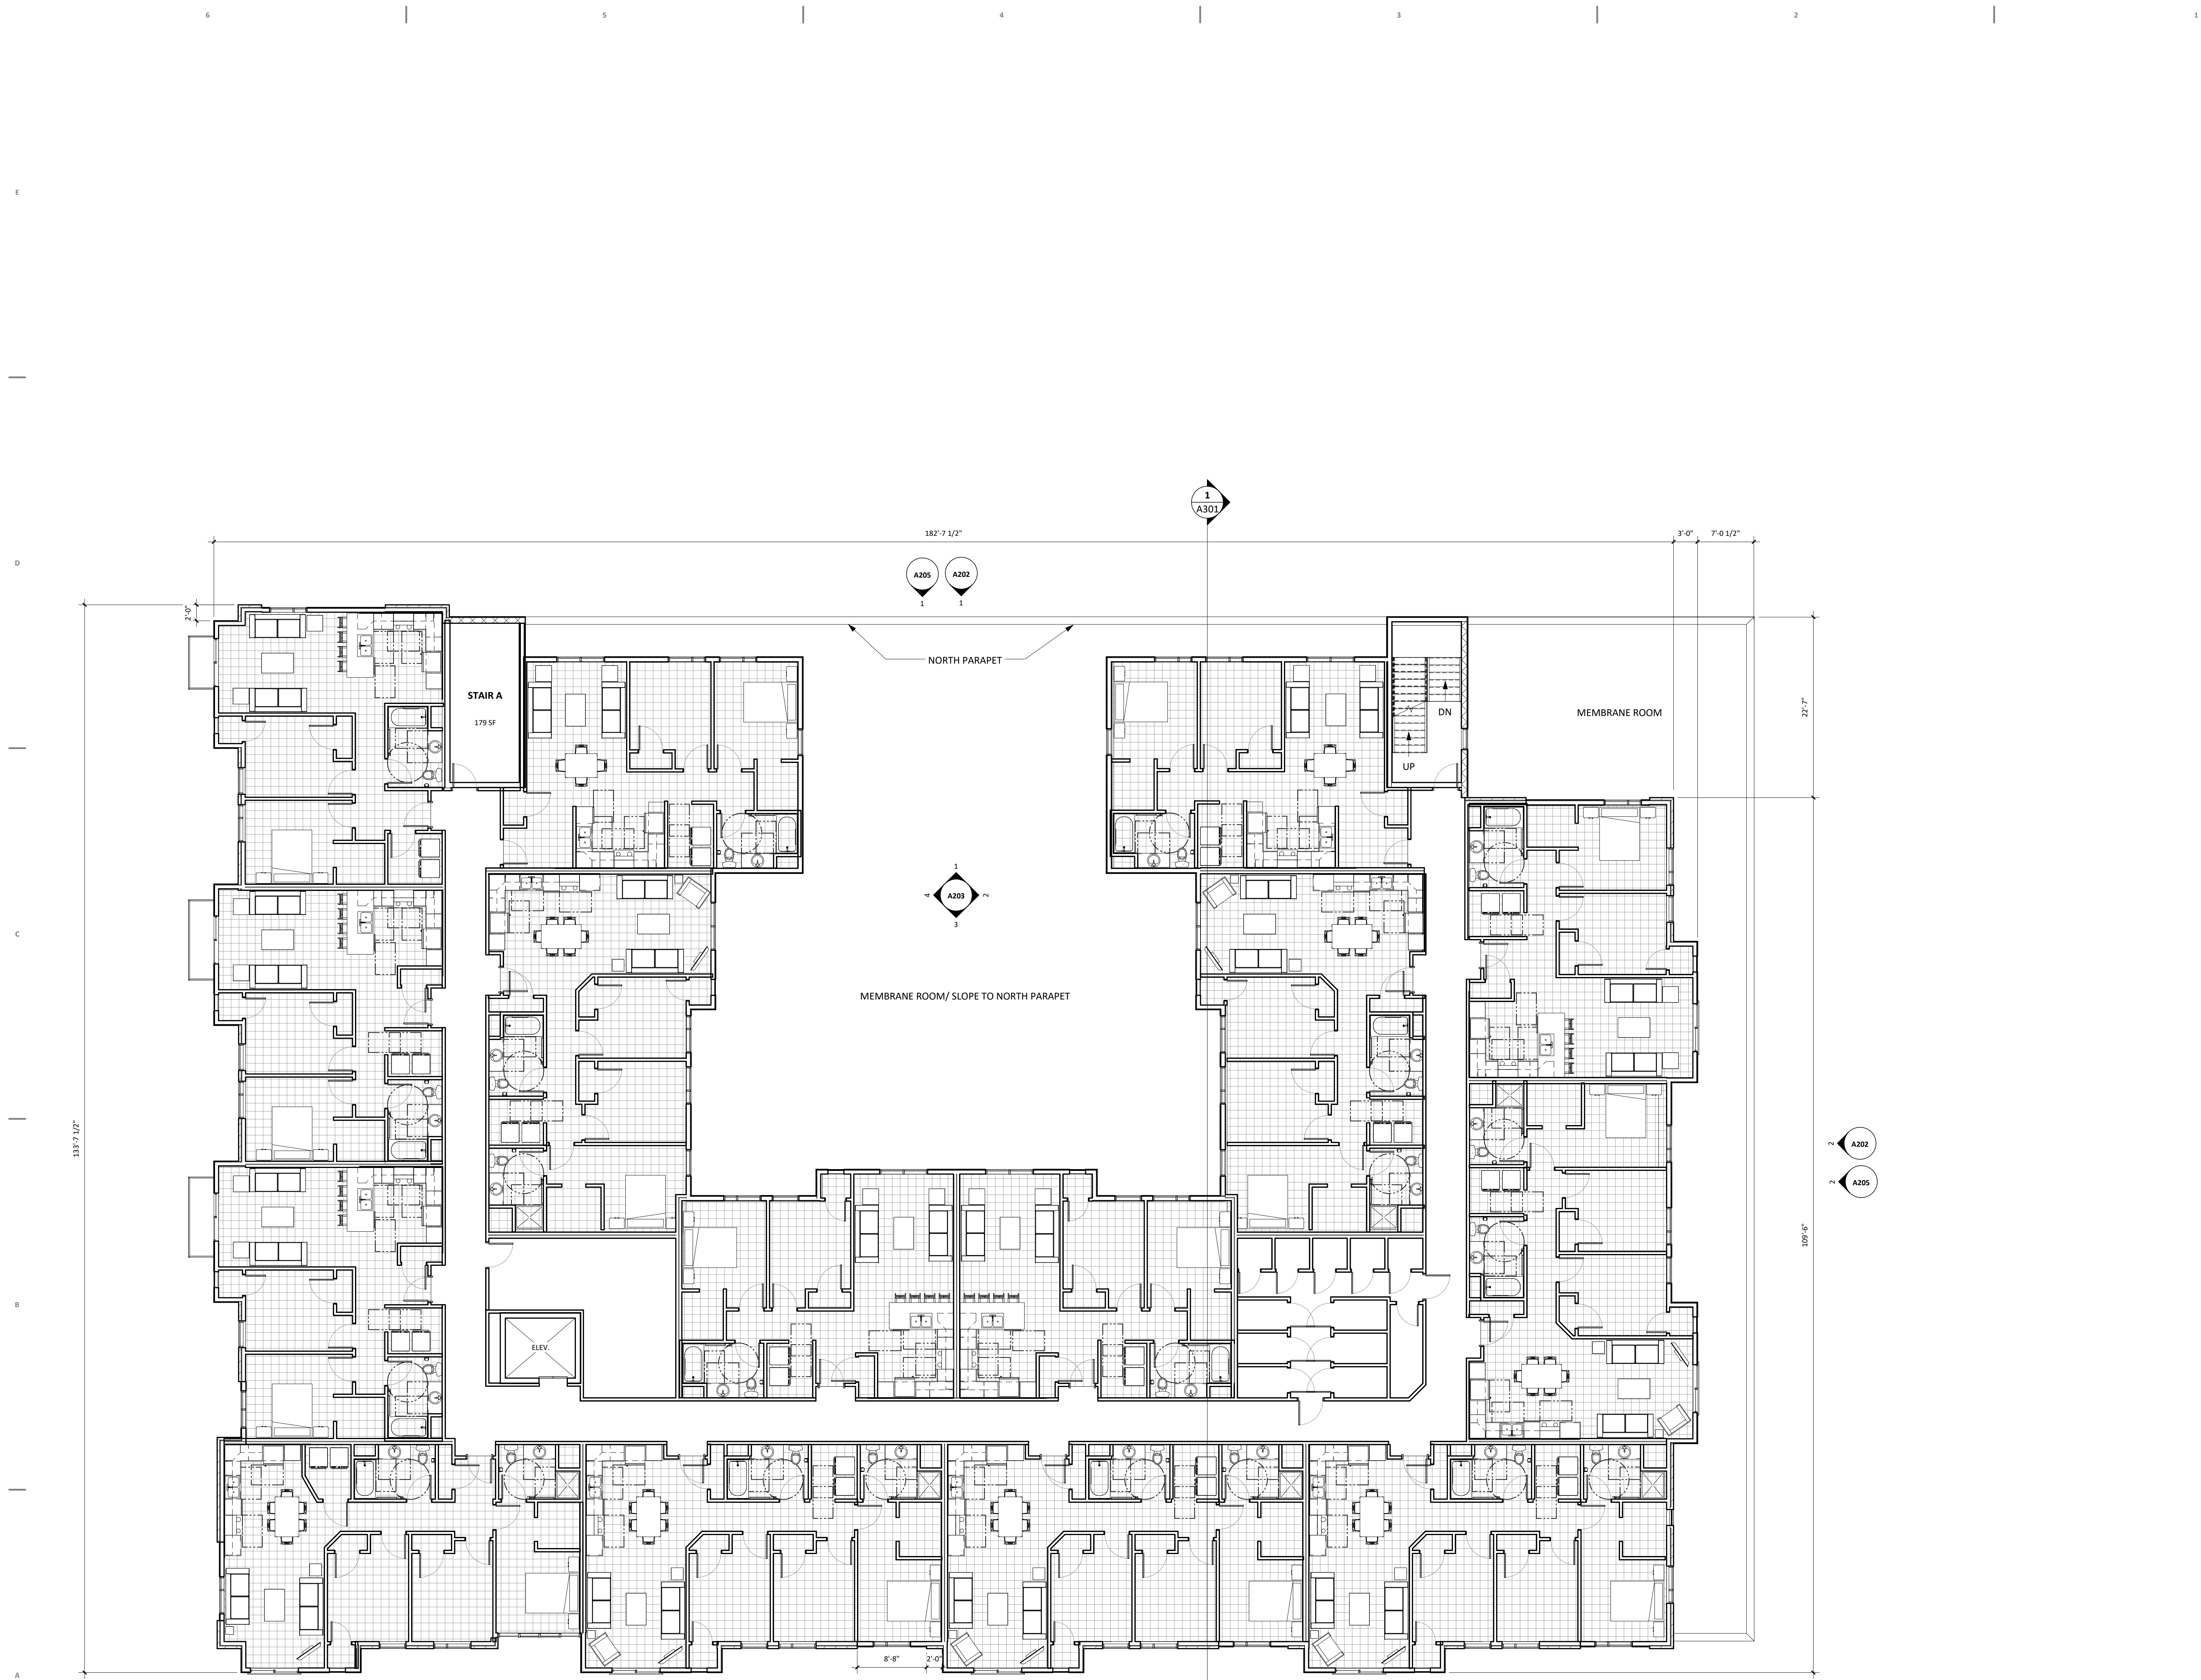 6 5 4 3 2 1
E
1
A301
D
182'-7 1/2" 3'-0" 7'-0 1/2"
A205 A202
1 1
2'-0"
NORTH PARAPET
STAIR A
179 SF
DN
UP
MEMBRANE ROOM
22'-7"
1
4 A203 2
3
C
MEMBRANE ROOM/ SLOPE TO NORTH PARAPET
133'-7 1/2"
2 A202
2 A205
109'-6"
B
ELEV.
8'-8" 2'-0"
A